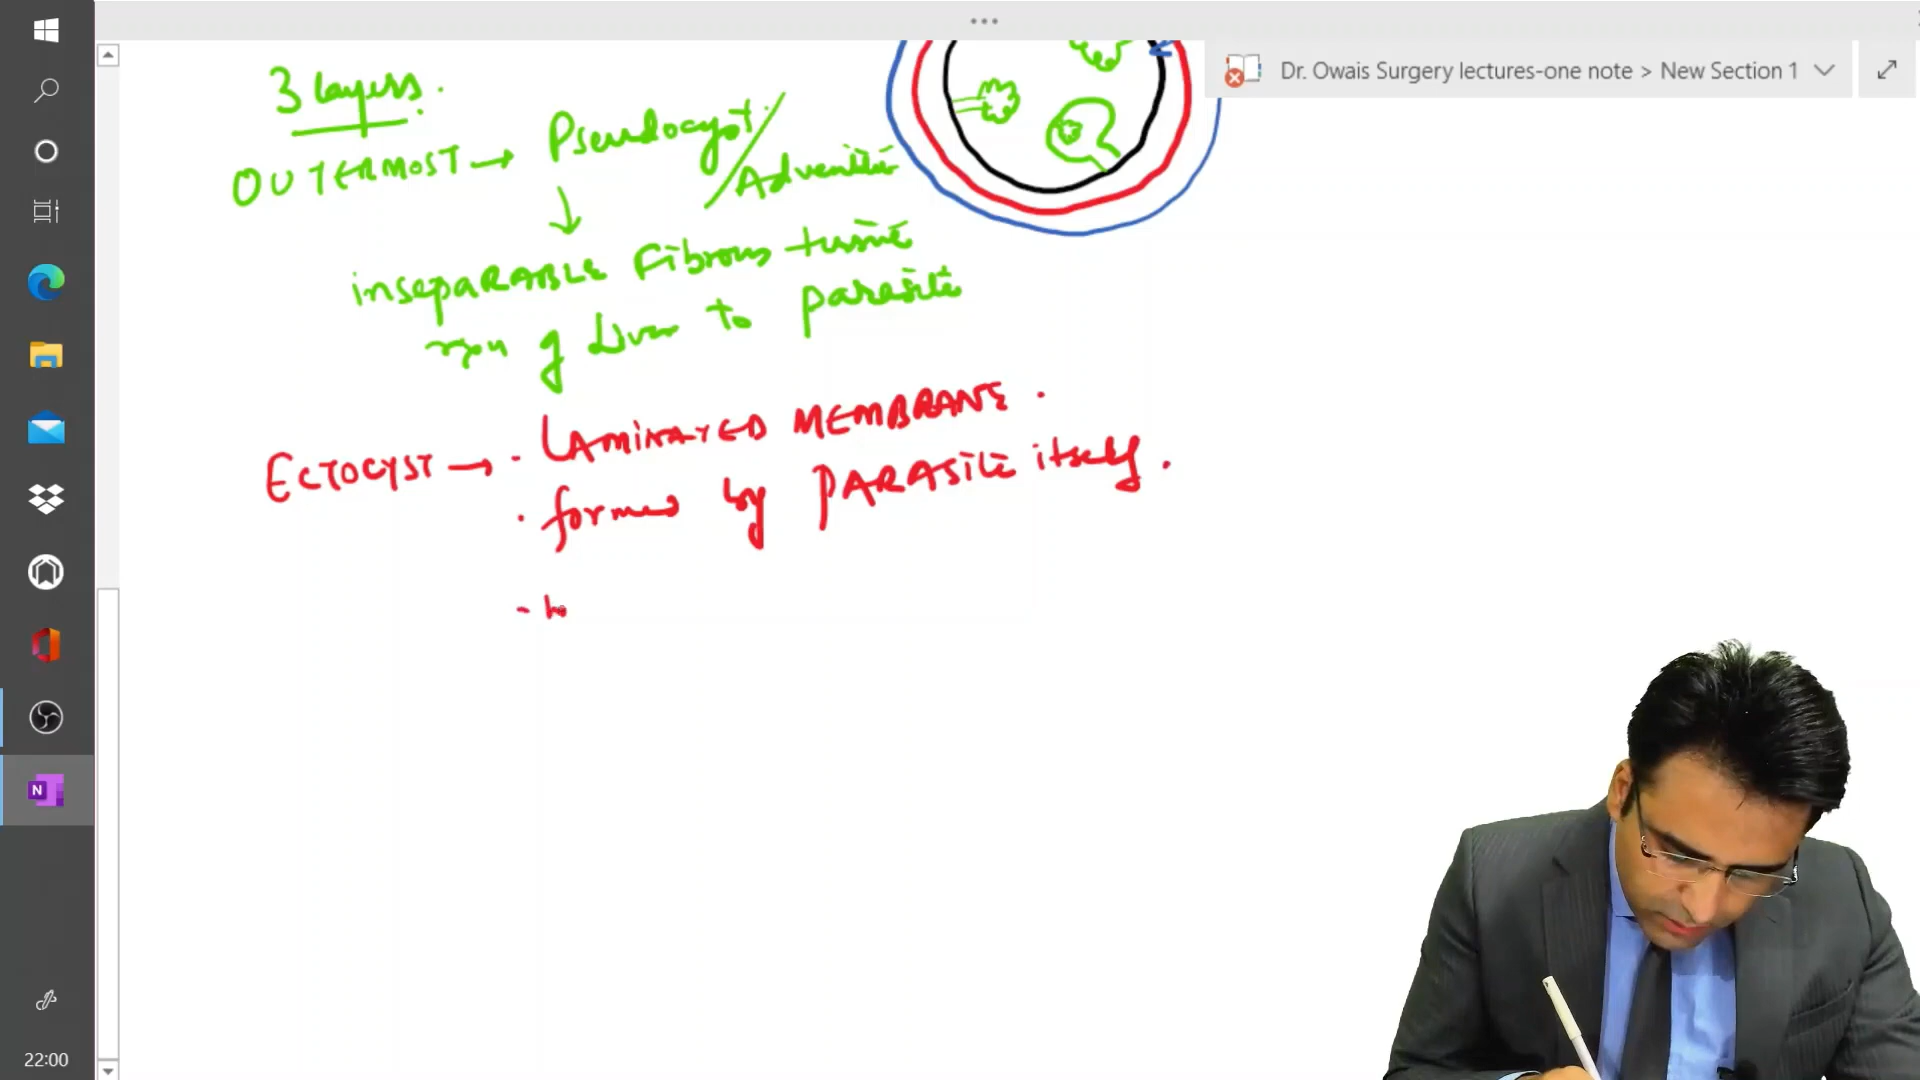 Dr. Owais Surgery lectures-one note > New Section 1
3 layers.
OUTERMOST → Pseudocyst / Adventitia
↓
inseparable Fibrous tissue
rxn of Liver to parasite
ECTOCYST → · LAMINATED MEMBRANE.
· formed by PARASITE itself.
N
22:00